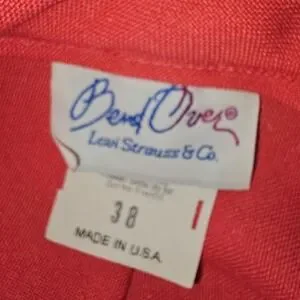 Bend Over®
Levi Strauss & Co.
38
MADE IN U.S.A.